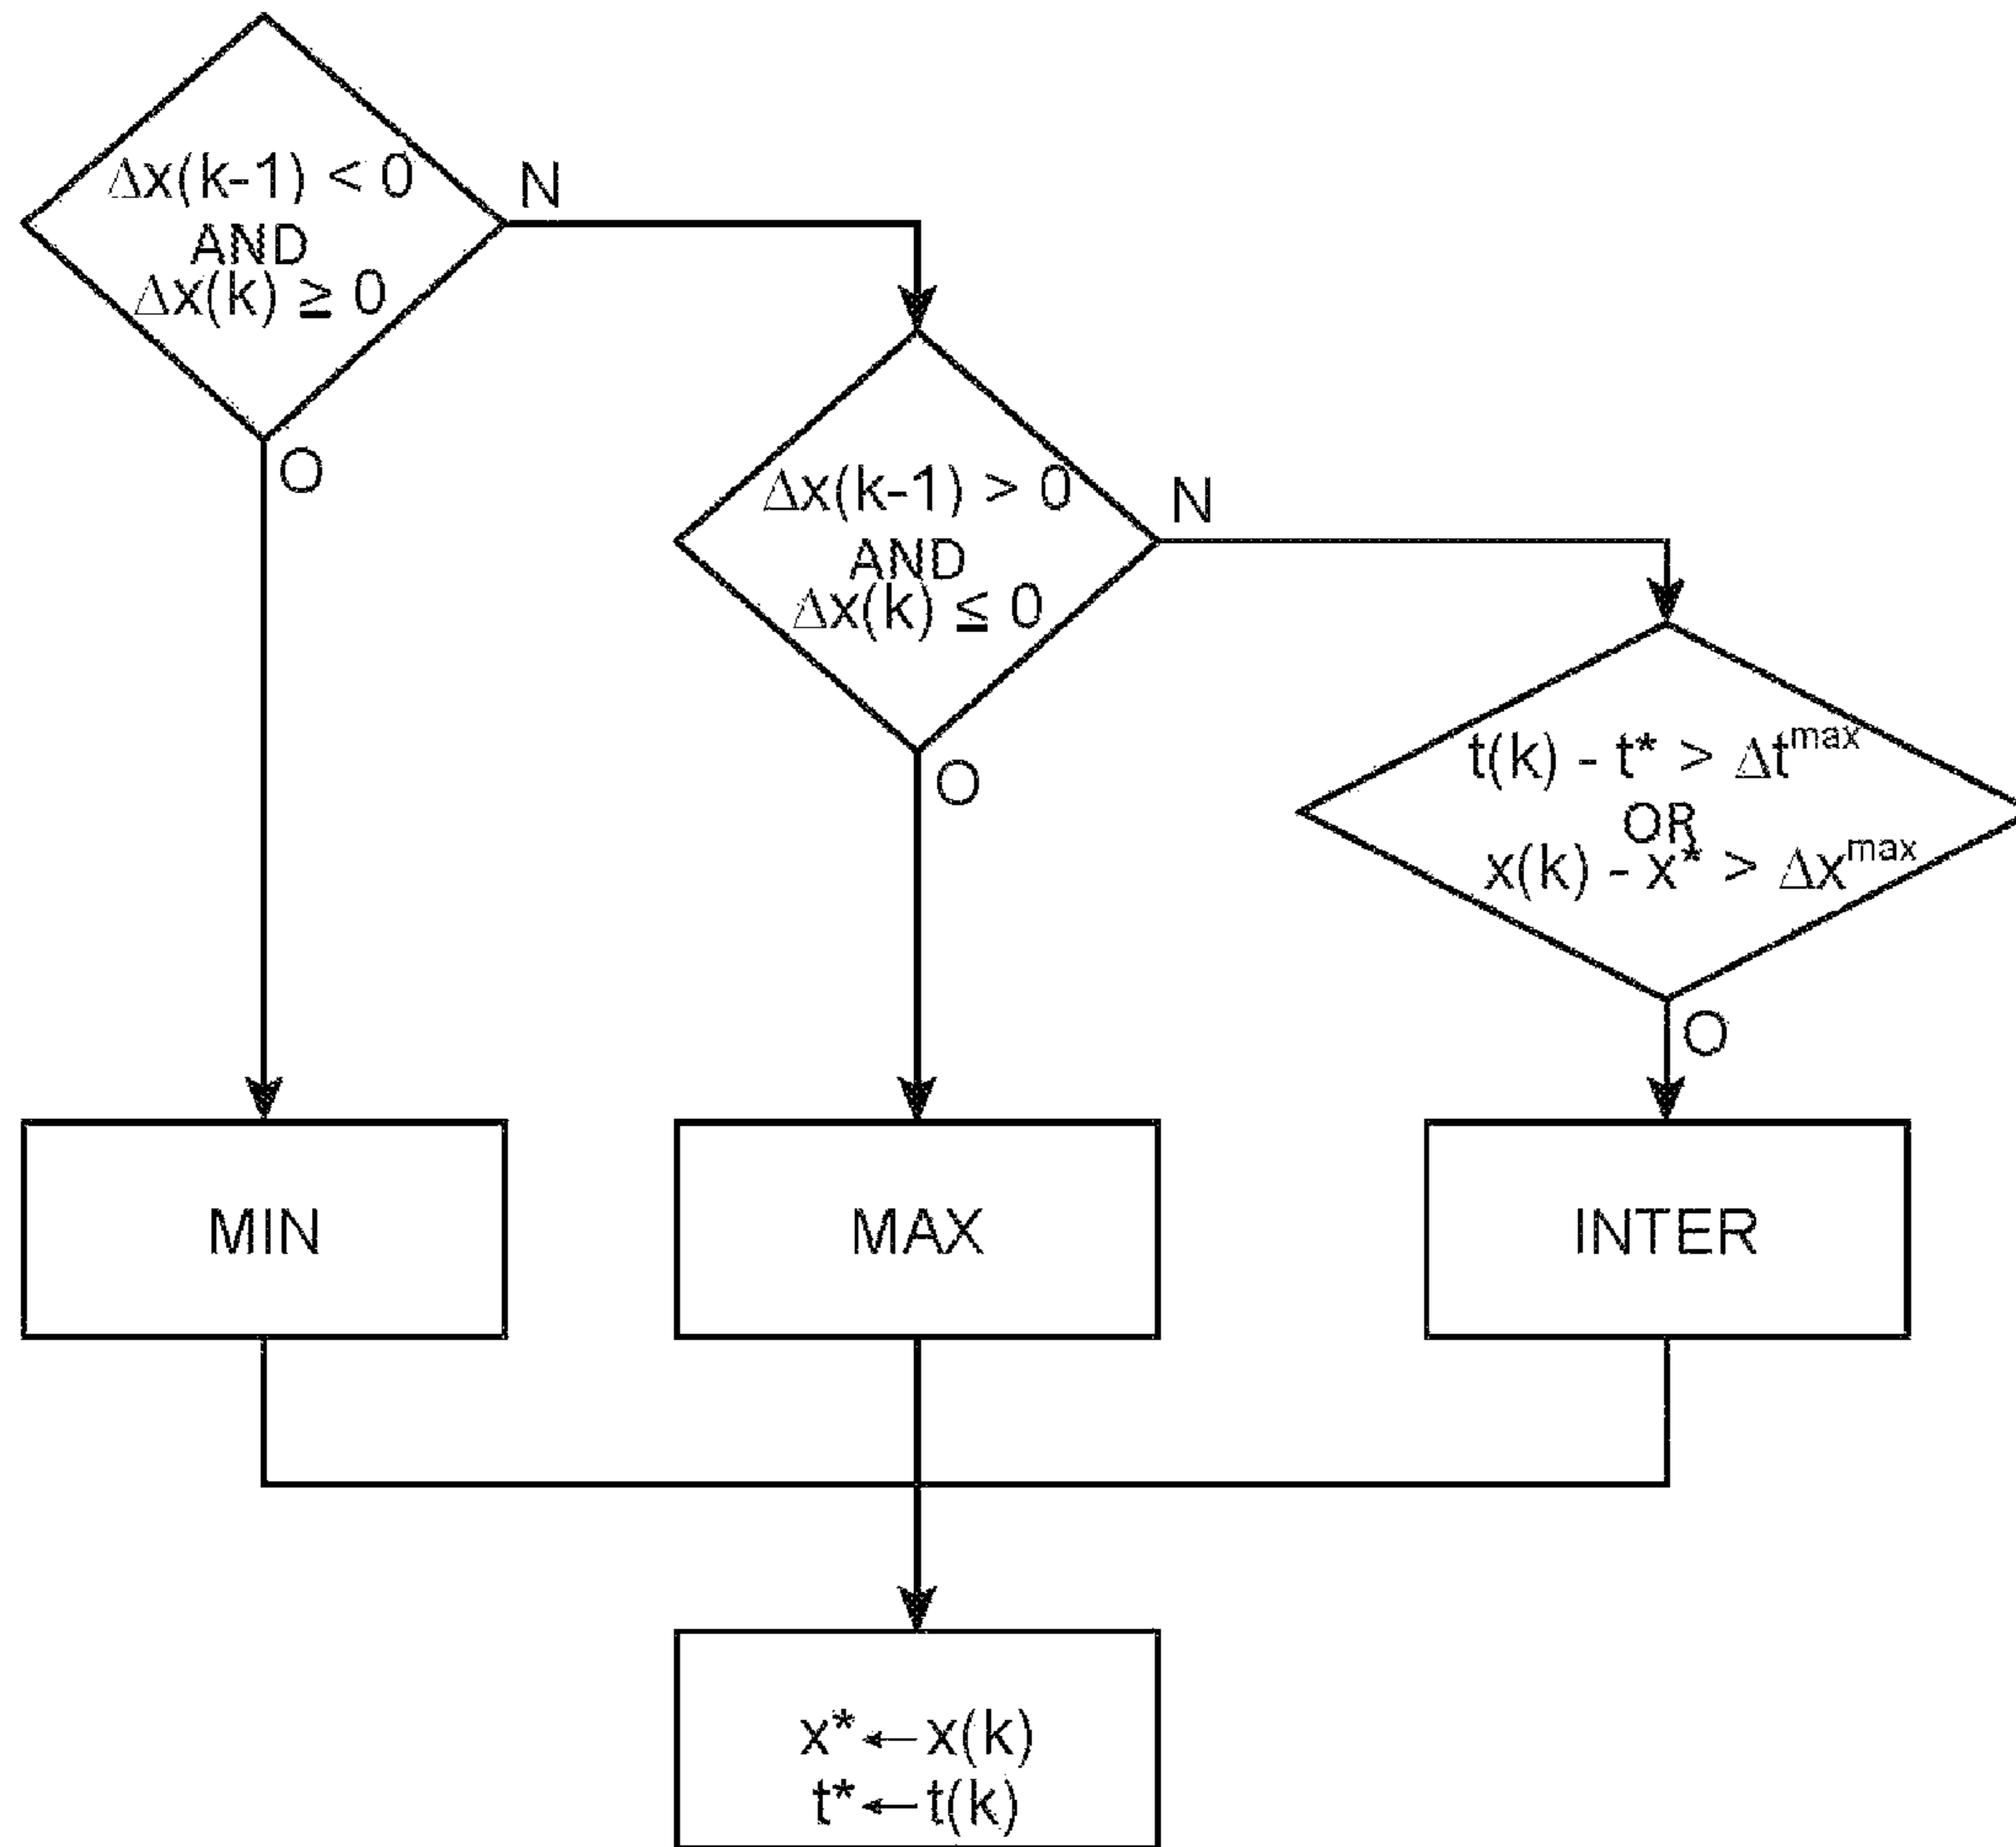 Δx(k-1) < 0
AND
Δx(k) ≥ 0
N
O
Δx(k-1) > 0
AND
Δx(k) ≤ 0
N
O
t(k) - t* > Δt^max
OR
x(k) - x* > Δx^max
O
MIN
MAX
INTER
x* ← x(k)
t* ← t(k)